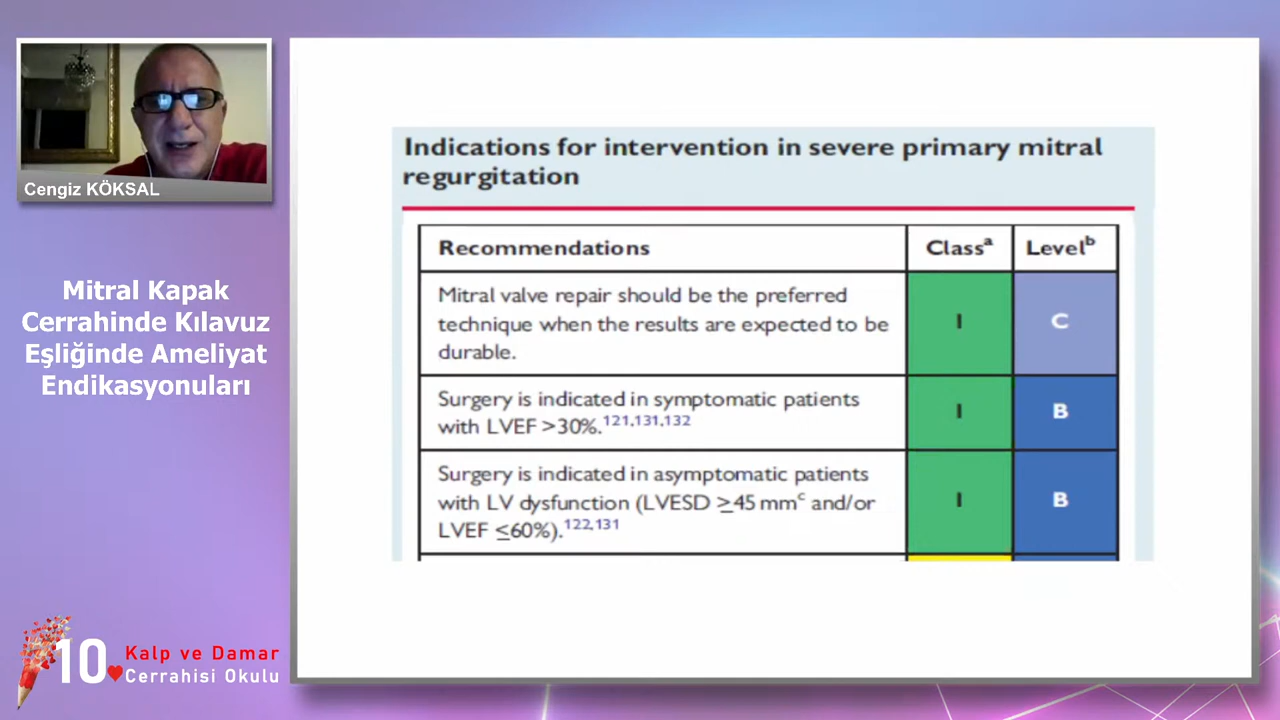 Cengiz KÖKSAL
Mitral Kapak
Cerrahinde Kılavuz
Eşliğinde Ameliyat
Endikasyonuları
10
Kalp ve Damar
Cerrahisi Okulu
Indications for intervention in severe primary mitral
regurgitation
Recommendations Classᵃ Levelᵇ
Mitral valve repair should be the preferred
technique when the results are expected to be
durable.
I C
Surgery is indicated in symptomatic patients
with LVEF >30%.¹²¹,¹³¹,¹³²
I B
Surgery is indicated in asymptomatic patients
with LV dysfunction (LVESD ≥45 mmᶜ and/or
LVEF ≤60%).¹²²,¹³¹
I B